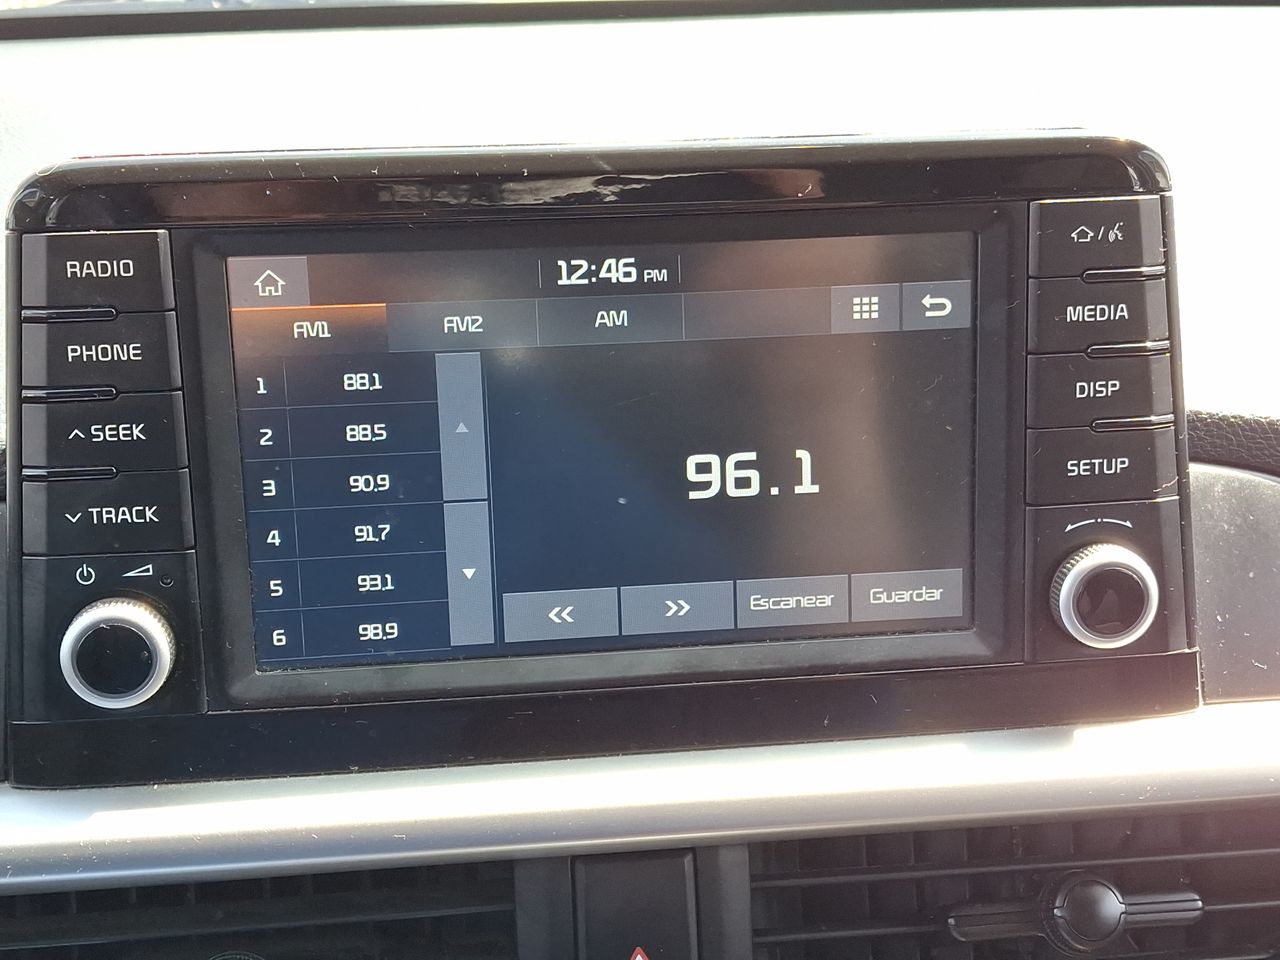 RADIO
PHONE
SEEK
TRACK
12:46 PM
FM1 FM2 AM
1 88.1
2 88.5
3 90.9
4 91.7
5 93.1
6 98.9
96.1
<< >> Escanear Guardar
/
MEDIA
DISP
SETUP